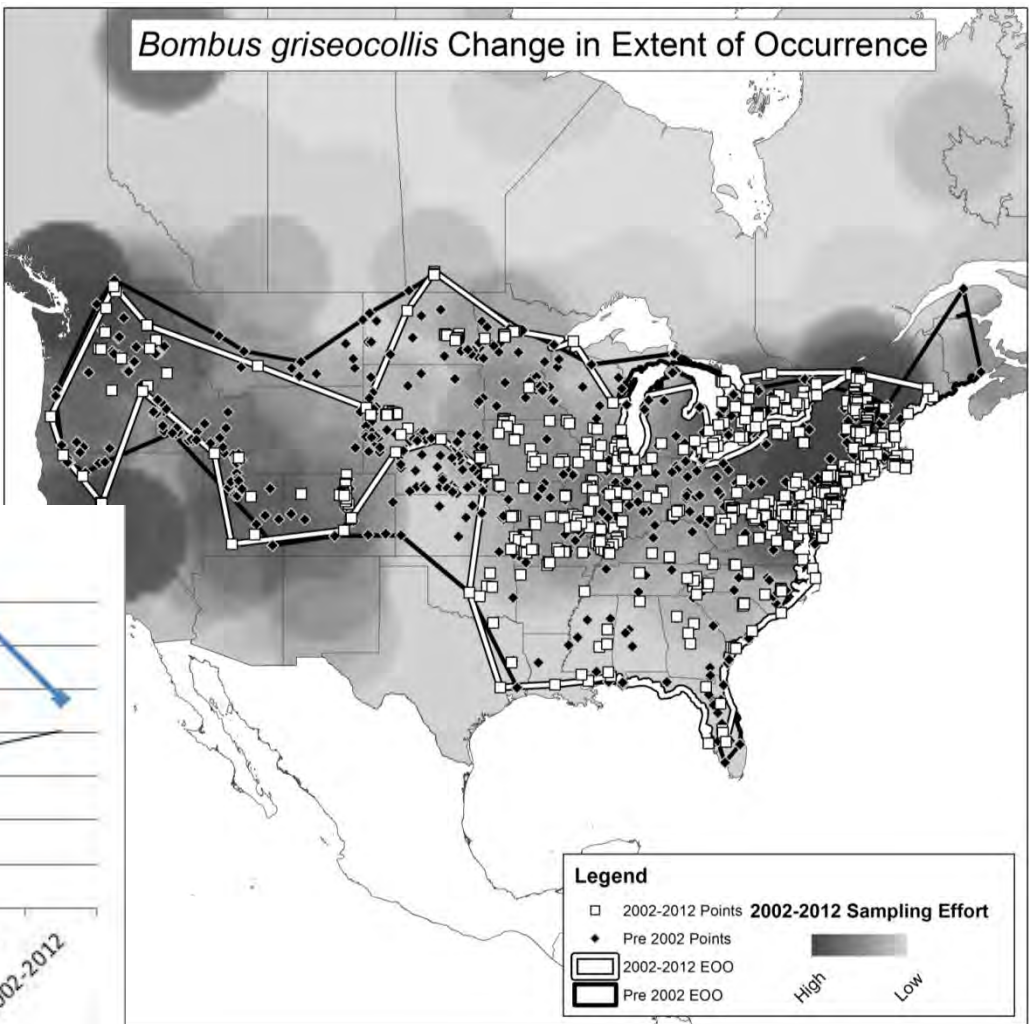 Bombus griseocollis Change in Extent of Occurrence
Legend
2002-2012 Points
Pre 2002 Points
2002-2012 EOO
Pre 2002 EOO
2002-2012 Sampling Effort
High
Low
02-2012